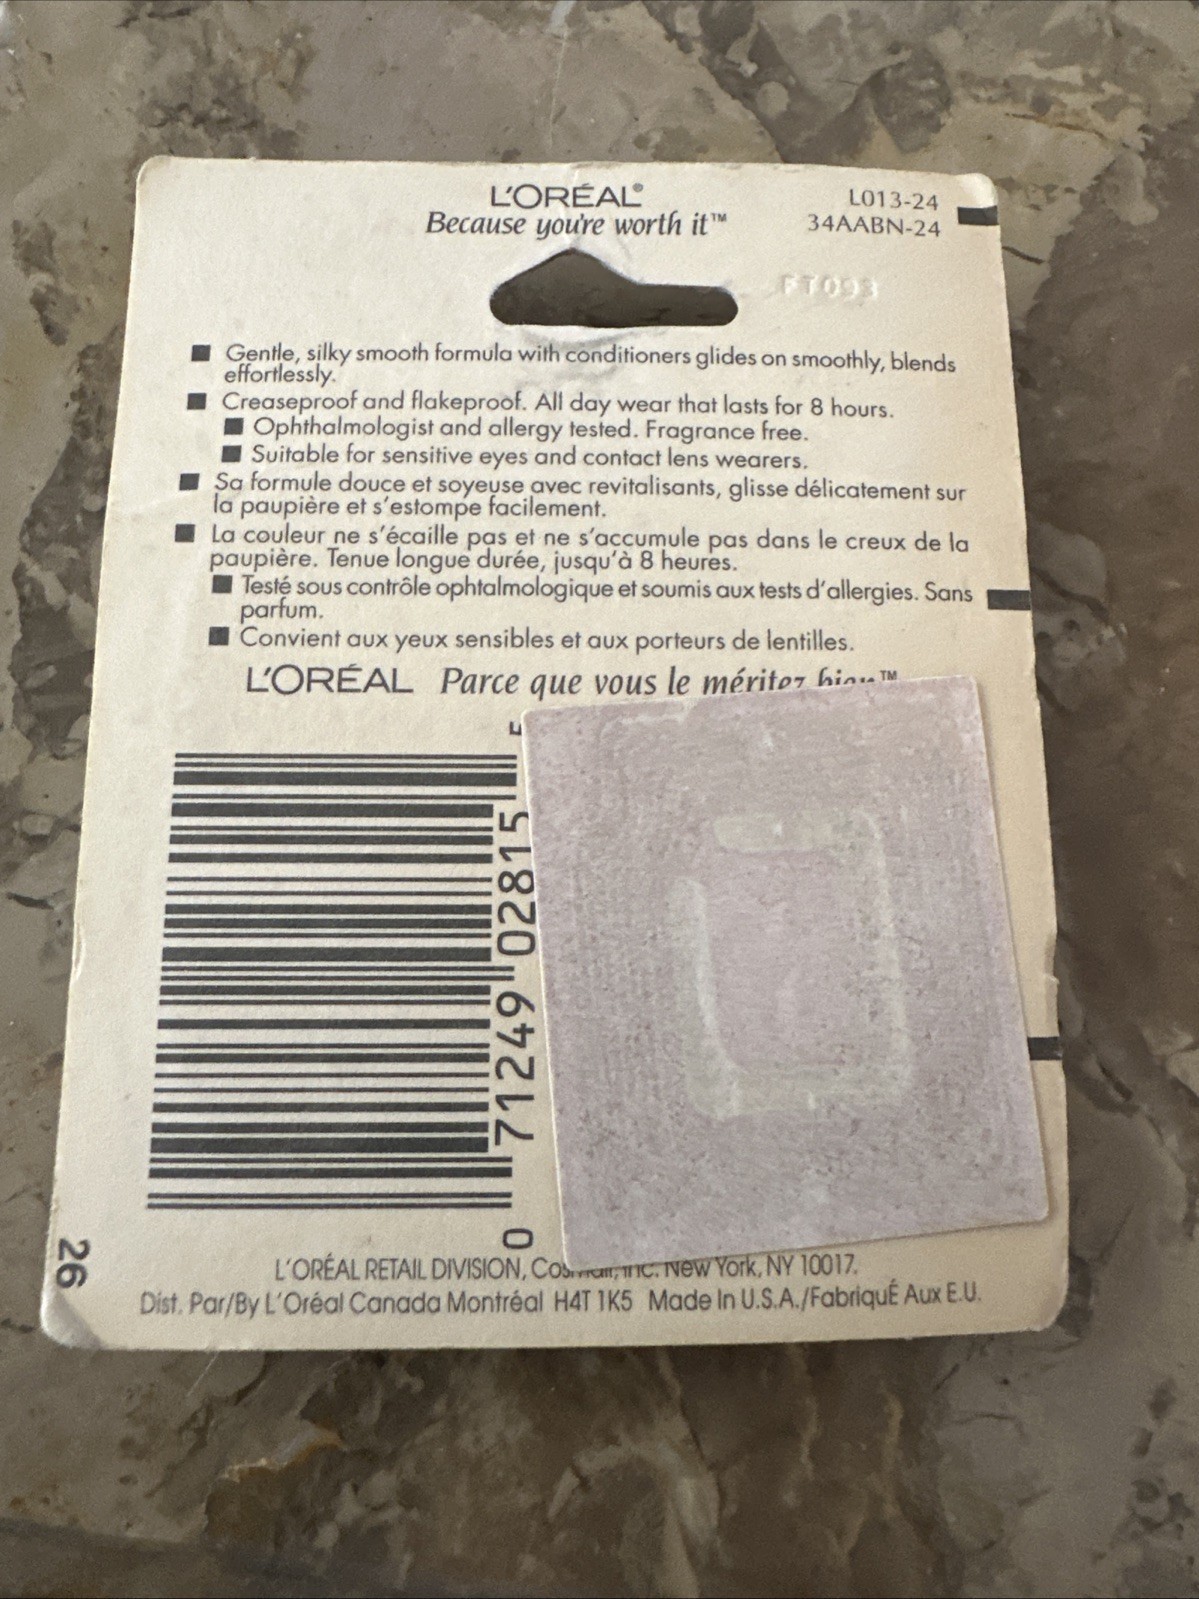 L'ORÉAL®
Because you're worth it™
L013-24
34AABN-24
FT093
■ Gentle, silky smooth formula with conditioners glides on smoothly, blends
effortlessly.
■ Creaseproof and flakeproof. All day wear that lasts for 8 hours.
■ Ophthalmologist and allergy tested. Fragrance free.
■ Suitable for sensitive eyes and contact lens wearers.
■ Sa formule douce et soyeuse avec revitalisants, glisse délicatement sur
la paupière et s'estompe facilement.
■ La couleur ne s'écaille pas et ne s'accumule pas dans le creux de la
paupière. Tenue longue durée, jusqu'à 8 heures.
■ Testé sous contrôle ophtalmologique et soumis aux tests d'allergies. Sans
parfum.
■ Convient aux yeux sensibles et aux porteurs de lentilles.
L'ORÉAL Parce que vous le méritez bien™
0 71249 02815
26
L'ORÉAL RETAIL DIVISION, Cosmair, Inc. New York, NY 10017.
Dist. Par/By L'Oréal Canada Montréal H4T 1K5 Made In U.S.A./FabriquÉ Aux E.U.